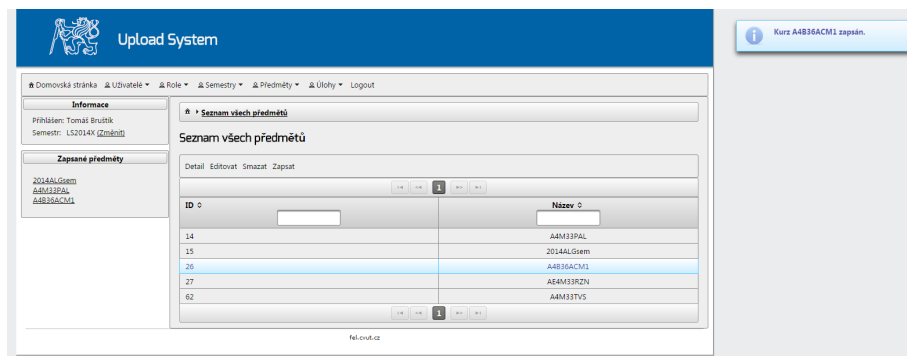 Upload System
Kurz A4B36ACM1 zapsán.
Domovská stránka Uživatelé Role Semestry Předměty Úlohy Logout
Informace
Přihlášen: Tomáš Bruštík
Semestr: LS2014X (Změnit)
Zapsané předměty
2014ALGsem
A4M33PAL
A4B36ACM1
Seznam všech předmětů
Seznam všech předmětů
Detail Editovat Smazat Zapsat
1
ID Název
14 A4M33PAL
15 2014ALGsem
26 A4B36ACM1
27 AE4M33RZN
62 A4M33TVS
1
fel.cvut.cz